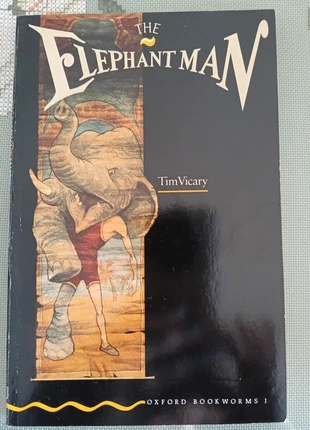 THE
ELEPHANT MAN
Tim Vicary
OXFORD BOOKWORMS 1